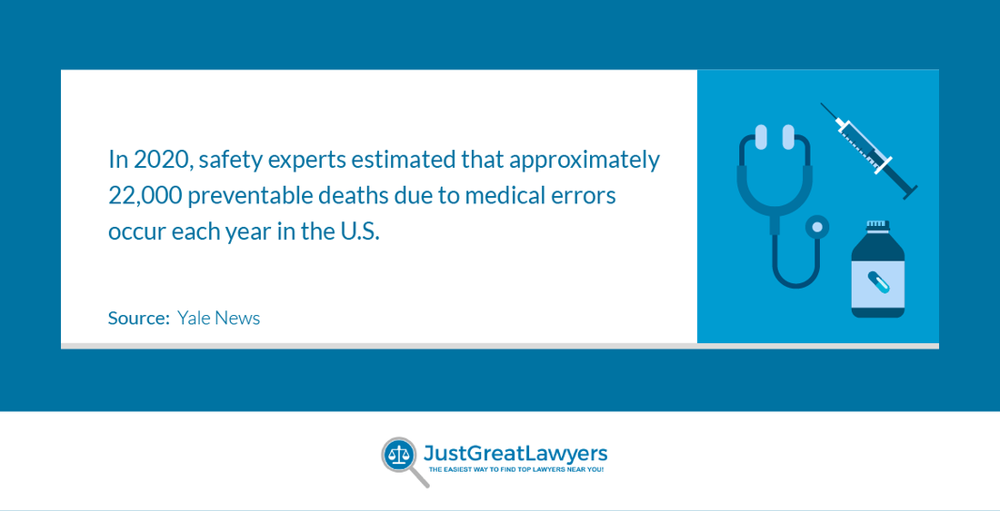 In 2020, safety experts estimated that approximately
22,000 preventable deaths due to medical errors
occur each year in the U.S.
Source: Yale News
JustGreatLawyers
THE EASIEST WAY TO FIND TOP LAWYERS NEAR YOU!